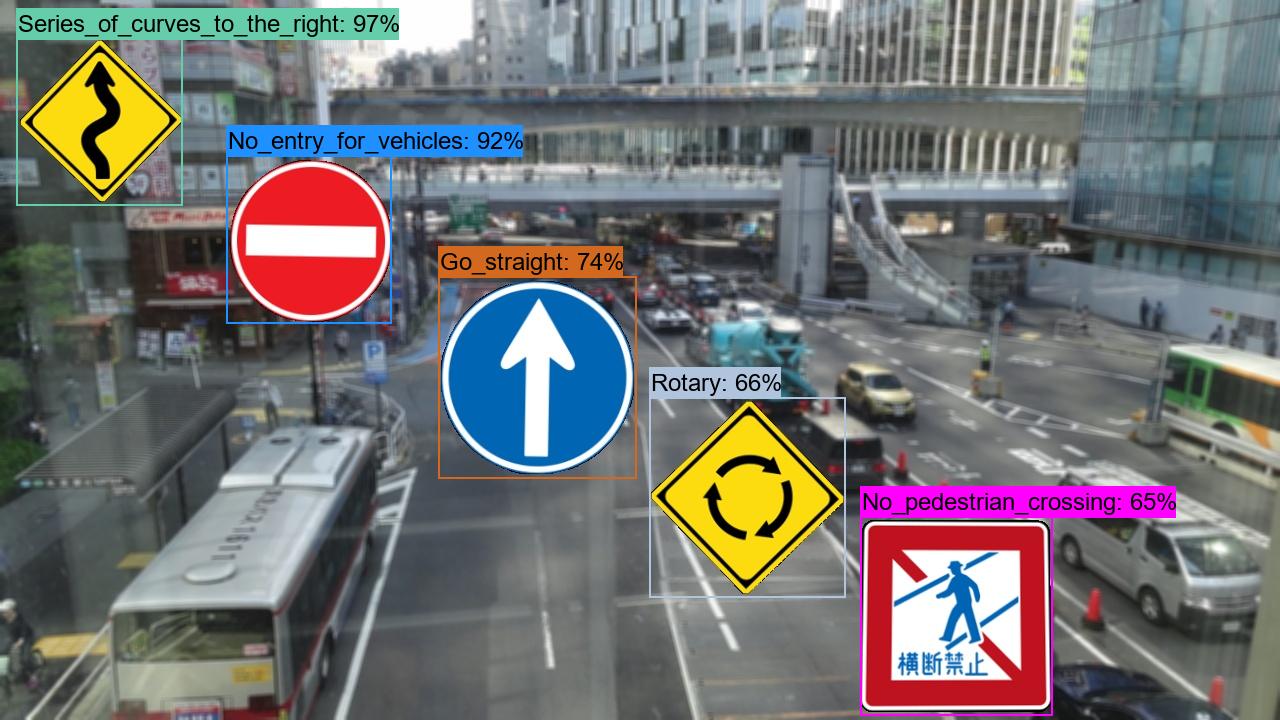 Series_of_curves_to_the_right: 97%
No_entry_for_vehicles: 92%
Go_straight: 74%
Rotary: 66%
No_pedestrian_crossing: 65%
横断禁止
P